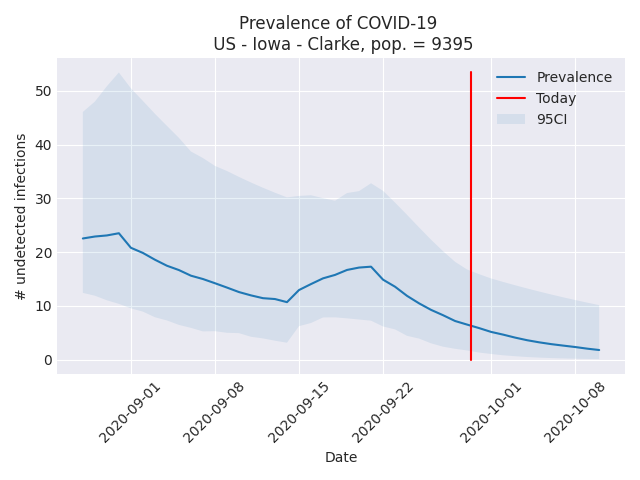 Prevalence of COVID-19
US - Iowa - Clarke, pop. = 9395
Prevalence
Today
95CI
# undetected infections
50
40
30
20
10
0
2020-09-01
2020-09-08
2020-09-15
2020-09-22
2020-10-01
2020-10-08
Date